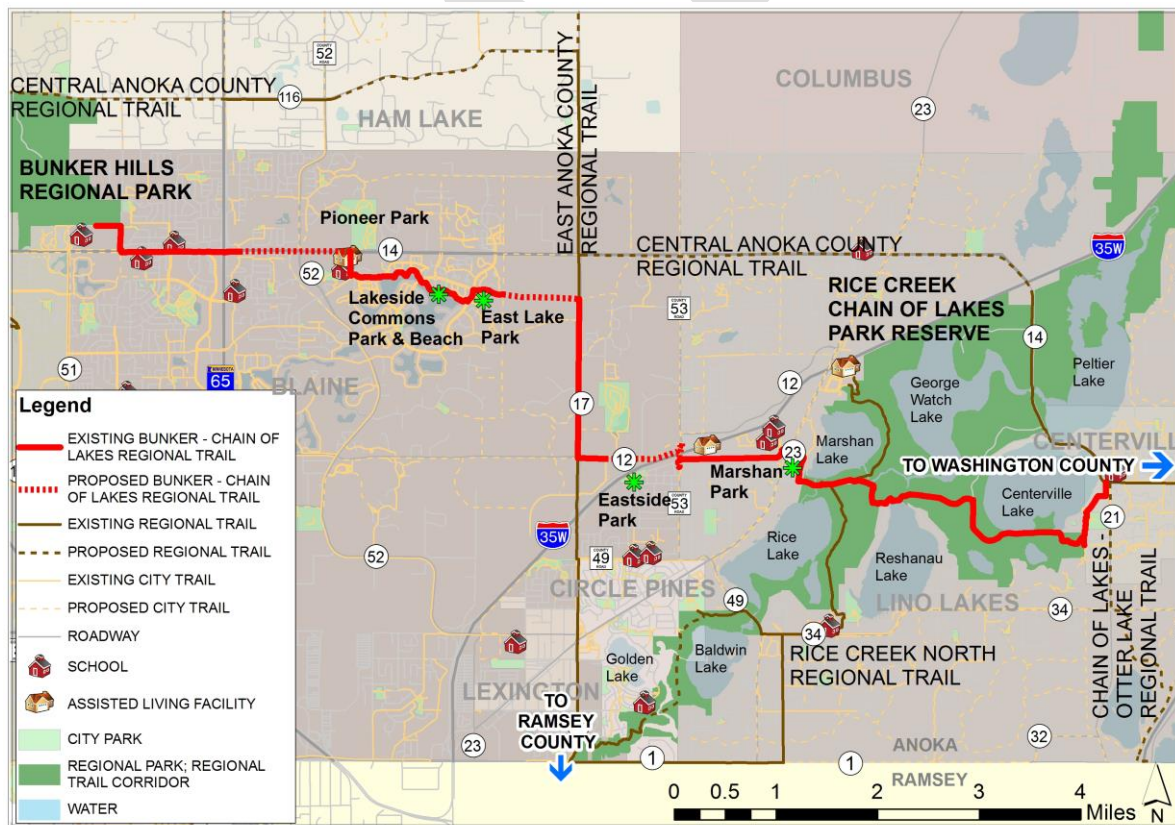 COUNTY
52
ROAD
COLUMBUS
CENTRAL ANOKA COUNTY
REGIONAL TRAIL
116
HAM LAKE
EAST ANOKA COUNTY
REGIONAL TRAIL
23
BUNKER HILLS
REGIONAL PARK
Pioneer Park
14
52
CENTRAL ANOKA COUNTY
REGIONAL TRAIL
35W
Lakeside
Commons
Park & Beach
East Lake
Park
COUNTY
53
ROAD
RICE CREEK
CHAIN OF LAKES
PARK RESERVE
14
Peltier
Lake
51
MINNESOTA
65
BLAINE
17
12
George
Watch
Lake
Marshan
Lake
CENTERVILL
TO WASHINGTON COUNTY
12
23
Marshan
Park
Eastside
Park
COUNTY
53
ROAD
Centerville
Lake
21
35W
52
COUNTY
49
ROAD
CIRCLE PINES
Rice
Lake
Reshanau
Lake
LINO LAKES
34
49
34
Baldwin
Lake
Golden
Lake
RICE CREEK NORTH
REGIONAL TRAIL
CHAIN OF LAKES -
OTTER LAKE
REGIONAL TRAIL
LEXINGTON
TO
RAMSEY
COUNTY
23
1
1
32
ANOKA
RAMSEY
Legend
EXISTING BUNKER - CHAIN OF
LAKES REGIONAL TRAIL
PROPOSED BUNKER - CHAIN
OF LAKES REGIONAL TRAIL
EXISTING REGIONAL TRAIL
PROPOSED REGIONAL TRAIL
EXISTING CITY TRAIL
PROPOSED CITY TRAIL
ROADWAY
SCHOOL
ASSISTED LIVING FACILITY
CITY PARK
REGIONAL PARK; REGIONAL
TRAIL CORRIDOR
WATER
0 0.5 1 2 3 4
Miles
N